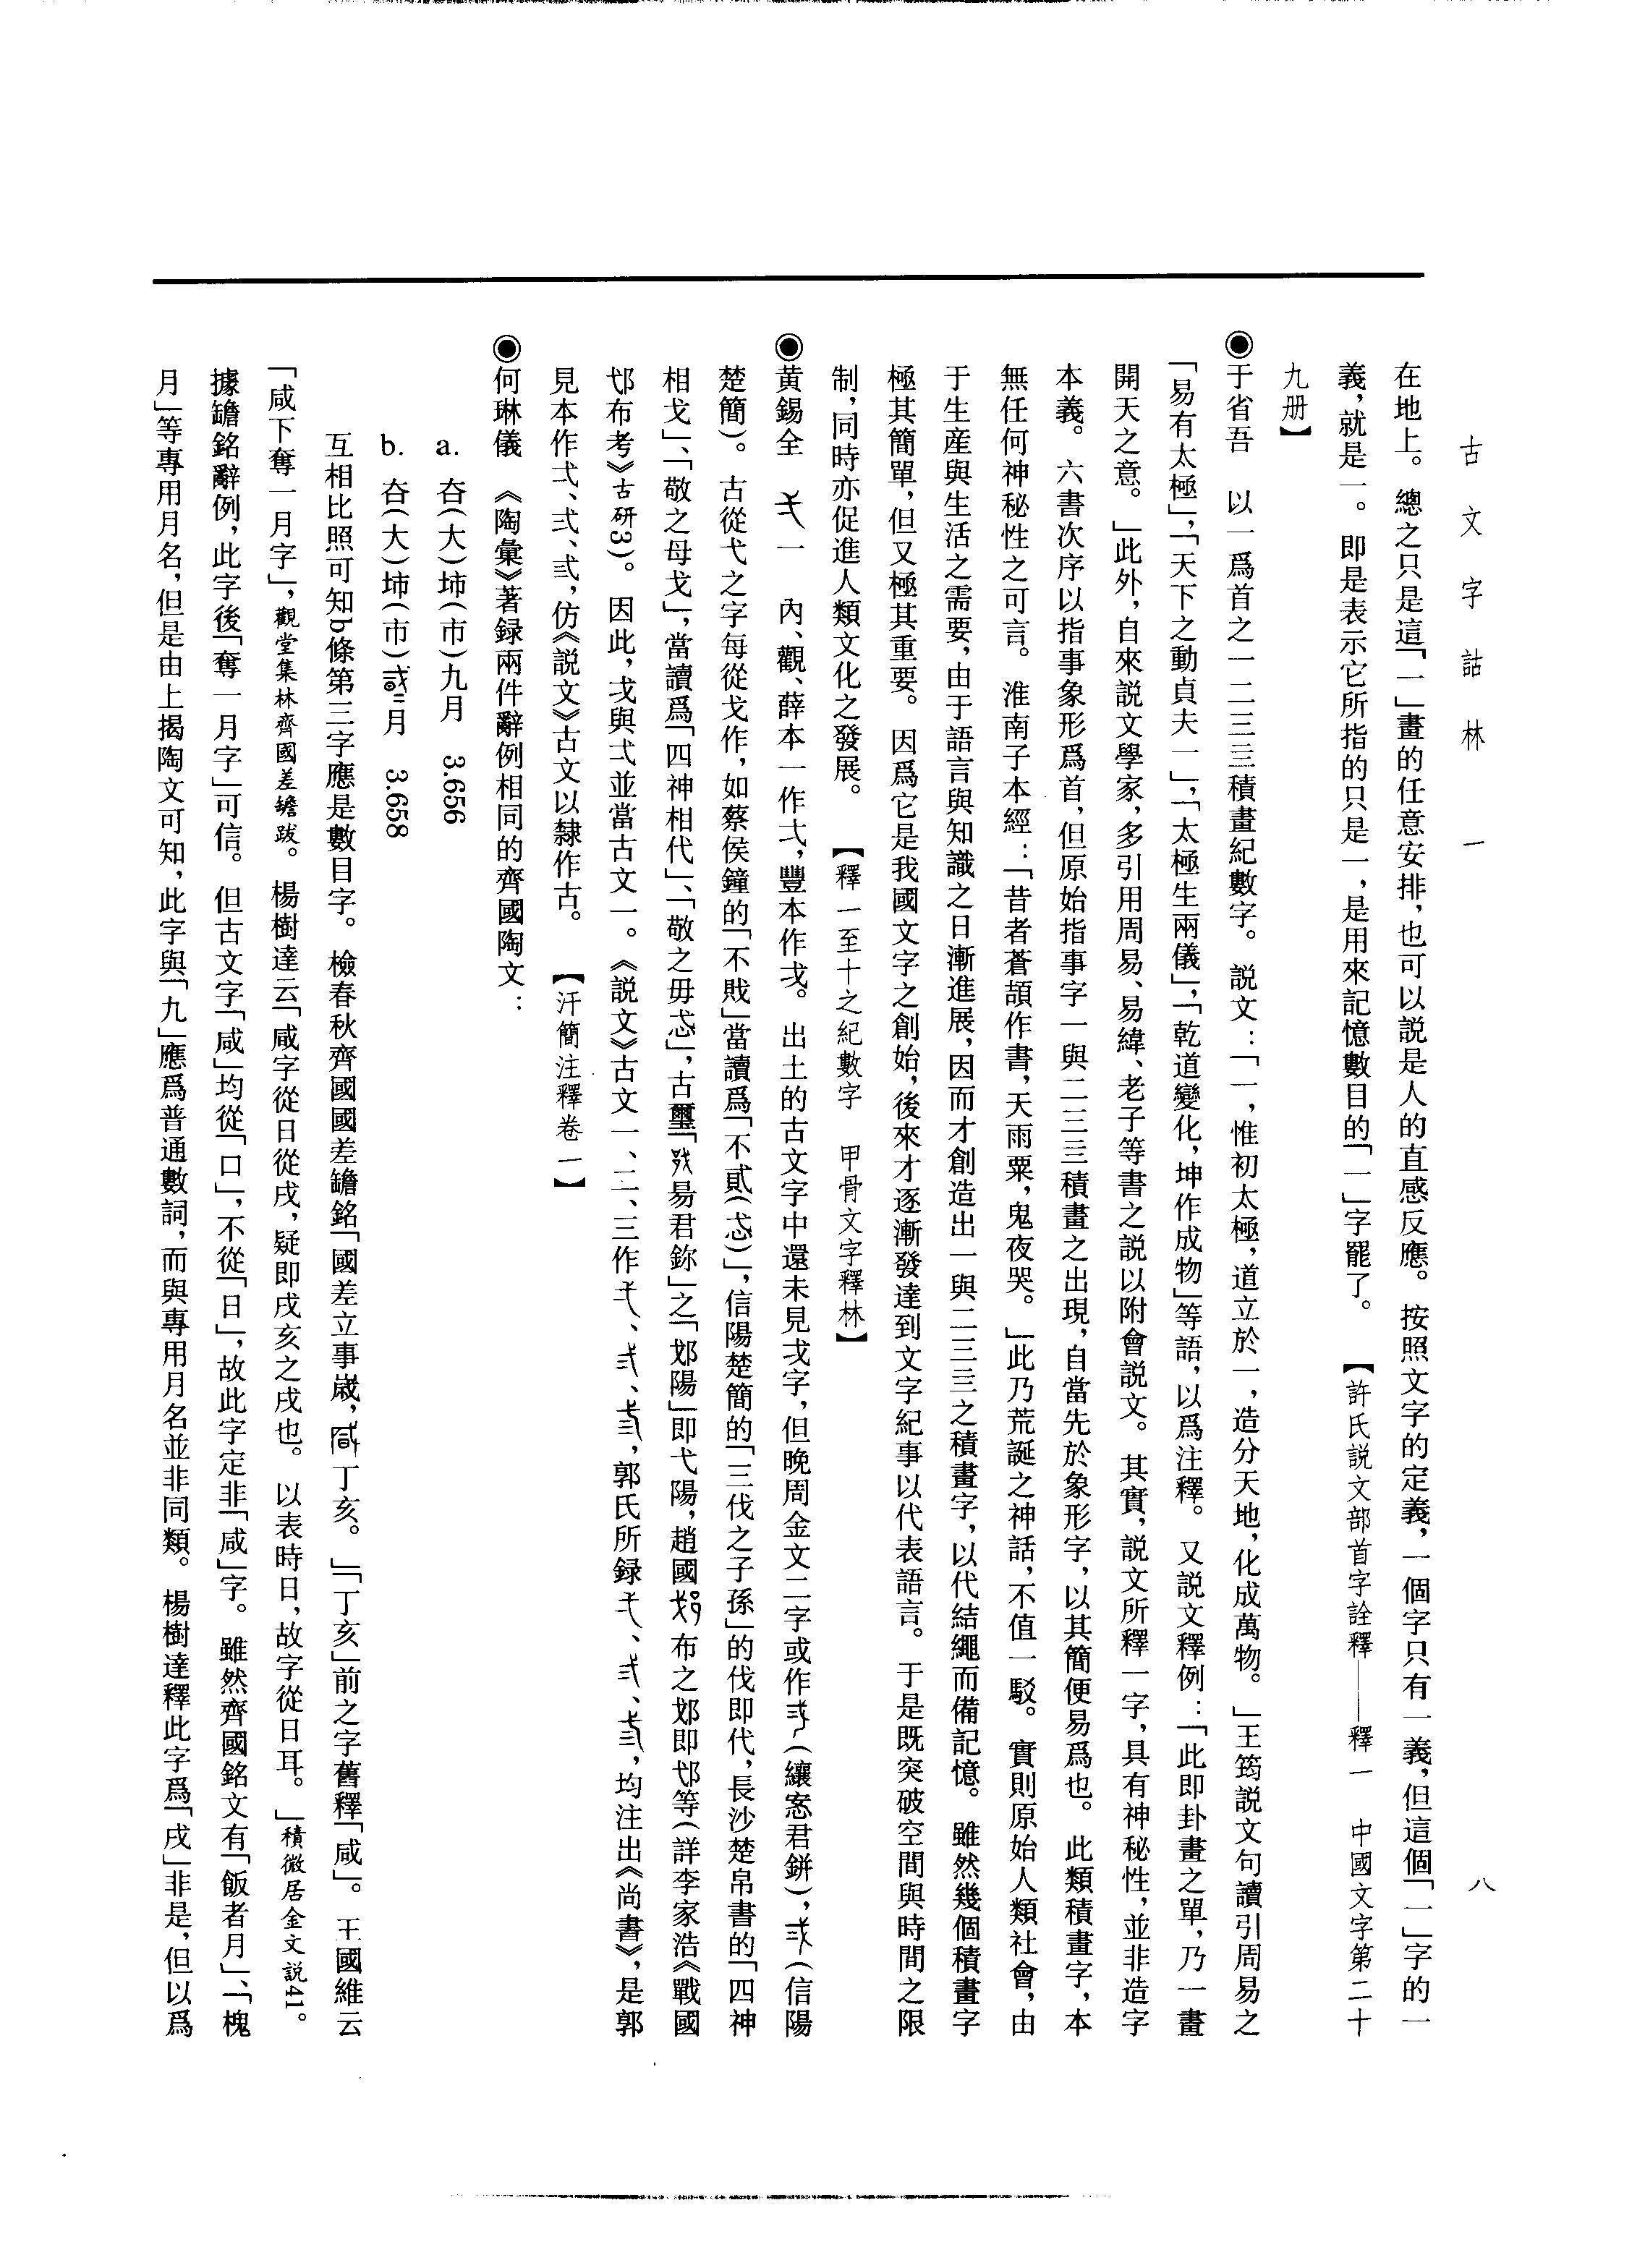 古文字詁林　一
八
在地上。總之只是這「一」畫的任意安排，也可以説是人的直感反應。按照文字的定義，一個字只有一義，但這個「一」字的一
義，就是一。即是表示它所指的只是一，是用來記憶數目的「一」字罷了。　【許氏説文部首字詮釋——釋一　中國文字第二十
九册】
◉于省吾　以一爲首之一二三亖積畫紀數字。説文：「一，惟初太極，道立於一，造分天地，化成萬物。」王筠説文句讀引周易之
「易有太極」，「天下之動貞夫一」，「太極生兩儀」，「乾道變化，坤作成物」等語，以爲注釋。又説文釋例：「此即卦畫之單，乃一畫
開天之意。」此外，自來説文學家，多引用周易、易緯、老子等書之説以附會説文。其實，説文所釋一字，具有神秘性，並非造字
本義。六書次序以指事象形爲首，但原始指事字一與二三亖積畫之出現，自當先於象形字，以其簡便易爲也。此類積畫字，本
無任何神秘性之可言。淮南子本經：「昔者蒼頡作書，天雨粟，鬼夜哭。」此乃荒誕之神話，不值一駁。實則原始人類社會，由
于生産與生活之需要，由于語言與知識之日漸進展，因而才創造出一與二三亖之積畫字，以代結繩而備記憶。雖然幾個積畫字
極其簡單，但又極其重要。因爲它是我國文字之創始，後來才逐漸發達到文字紀事以代表語言。于是既突破空間與時間之限
制，同時亦促進人類文化之發展。　【釋一至十之紀數字　甲骨文字釋林】
◉黄錫全　一　内、觀、薛本一作弌，豐本作戈。出土的古文字中還未見戈字，但晚周金文二字或作（纕窓君鉼），（信陽
楚簡）。古從弋之字每從戈作，如蔡侯鐘的「不𢦏」當讀爲「不貳（忒）」，信陽楚簡的「三伐之子孫」的伐即代，長沙楚帛書的「四神
相戈」、「敬之母戈」，當讀爲「四神相代」、「敬之毋忒」，古璽「昜君鉨」之「陽」即弋陽，趙國布之即邔等（詳李家浩《戰國
布考》古研3）。因此，戈與弌並當古文一。《説文》古文一、二、三作、、，郭氏所録、、，均注出《尚書》，是郭
見本作弌、弍、弎，仿《説文》古文以隸作古。　【汗簡注釋卷一】
◉何琳儀　《陶彙》著録兩件辭例相同的齊國陶文：
a. 夻（大）坤（市）九月　3.656
b. 夻（大）坤（市）月　3.658
互相比照可知b條第三字應是數目字。檢春秋齊國國差𦉜銘「國差立事歲，丁亥。」「丁亥」前之字舊釋「咸」。王國維云
「咸下奪一月字」，觀堂集林齊國差𦉜跋。楊樹達云「咸字從日從戌，疑即戌亥之戌也。以表時日，故字從日耳。」積微居金文説41。
據𦉜銘辭例，此字後「奪一月字」可信。但古文字「咸」均從「口」，不從「日」，故此字定非「咸」字。雖然齊國銘文有「飯者月」、「槐
月」等專用月名，但是由上揭陶文可知，此字與「九」應爲普通數詞，而與專用月名並非同類。楊樹達釋此字爲「戌」非是，但以爲